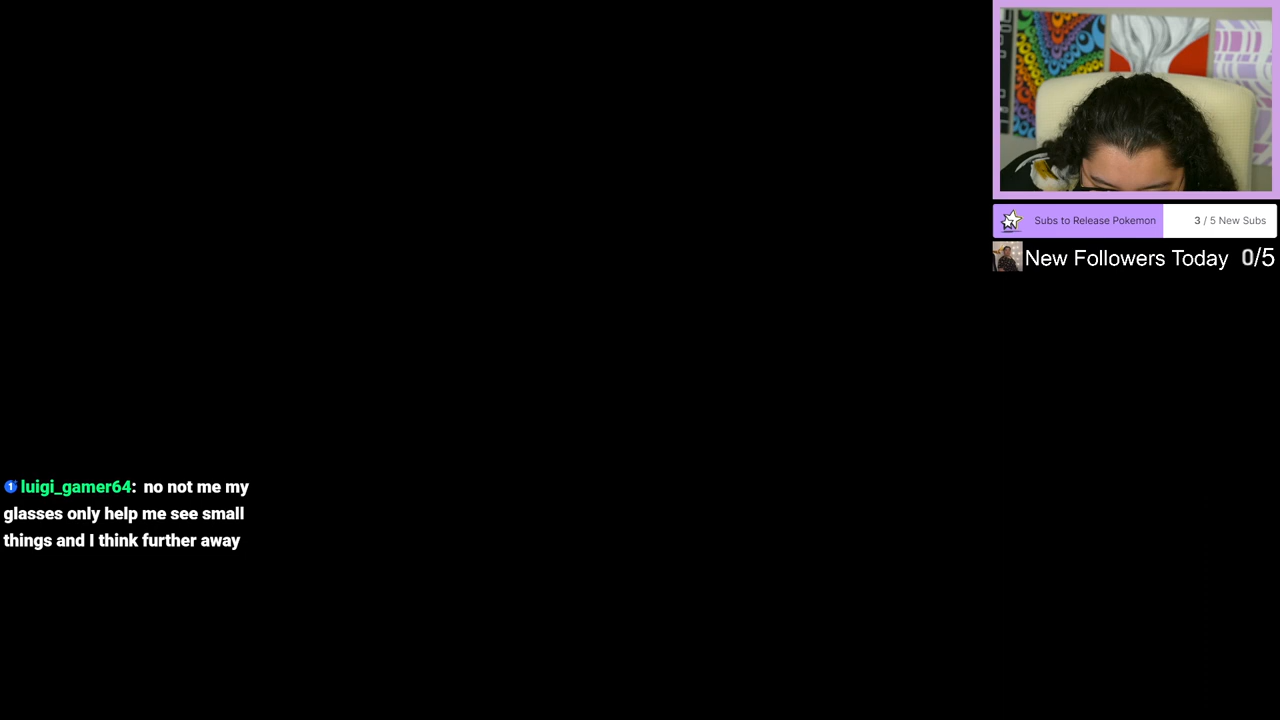 Subs to Release Pokemon 3 / 5 New Subs
New Followers Today 0/5
1 luigi_gamer64: no not me my
glasses only help me see small
things and I think further away